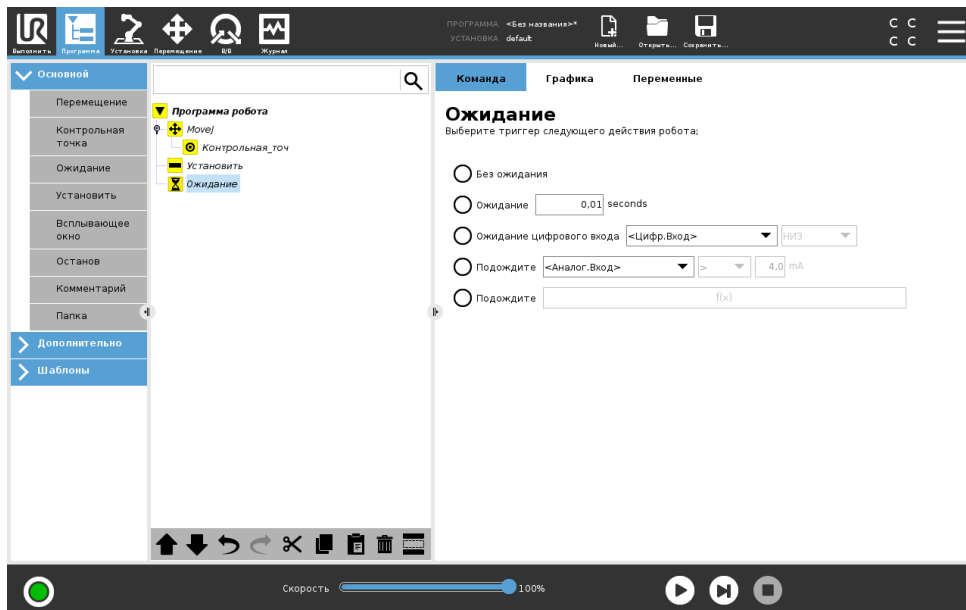 ПРОГРАММА <Без названия>*
УСТАНОВКА default
Выполнить Программа Установка Перемещение В/В Журнал
Новый... Открыть... Сохранить...
C C
C C
Основной
Перемещение
Контрольная
точка
Ожидание
Установить
Всплывающее
окно
Останов
Комментарий
Папка
Дополнительно
Шаблоны
Программа робота
MoveJ
Контрольная_точ
Установить
Ожидание
Команда Графика Переменные
Ожидание
Выберите триггер следующего действия робота:
Без ожидания
Ожидание 0,01 seconds
Ожидание цифрового входа <Цифр.Вход> НИЗ
Подождите <Аналог.Вход> > 4,0 mA
Подождите f(x)
Скорость 100%